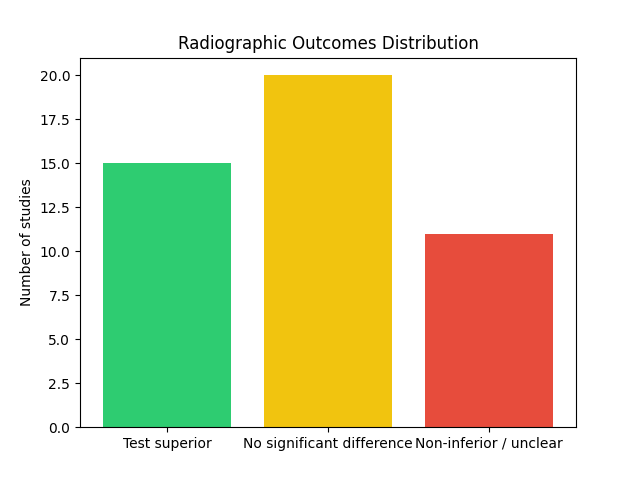 Radiographic Outcomes Distribution
Number of studies
20.0
17.5
15.0
12.5
10.0
7.5
5.0
2.5
0.0
Test superior
No significant difference
Non-inferior / unclear